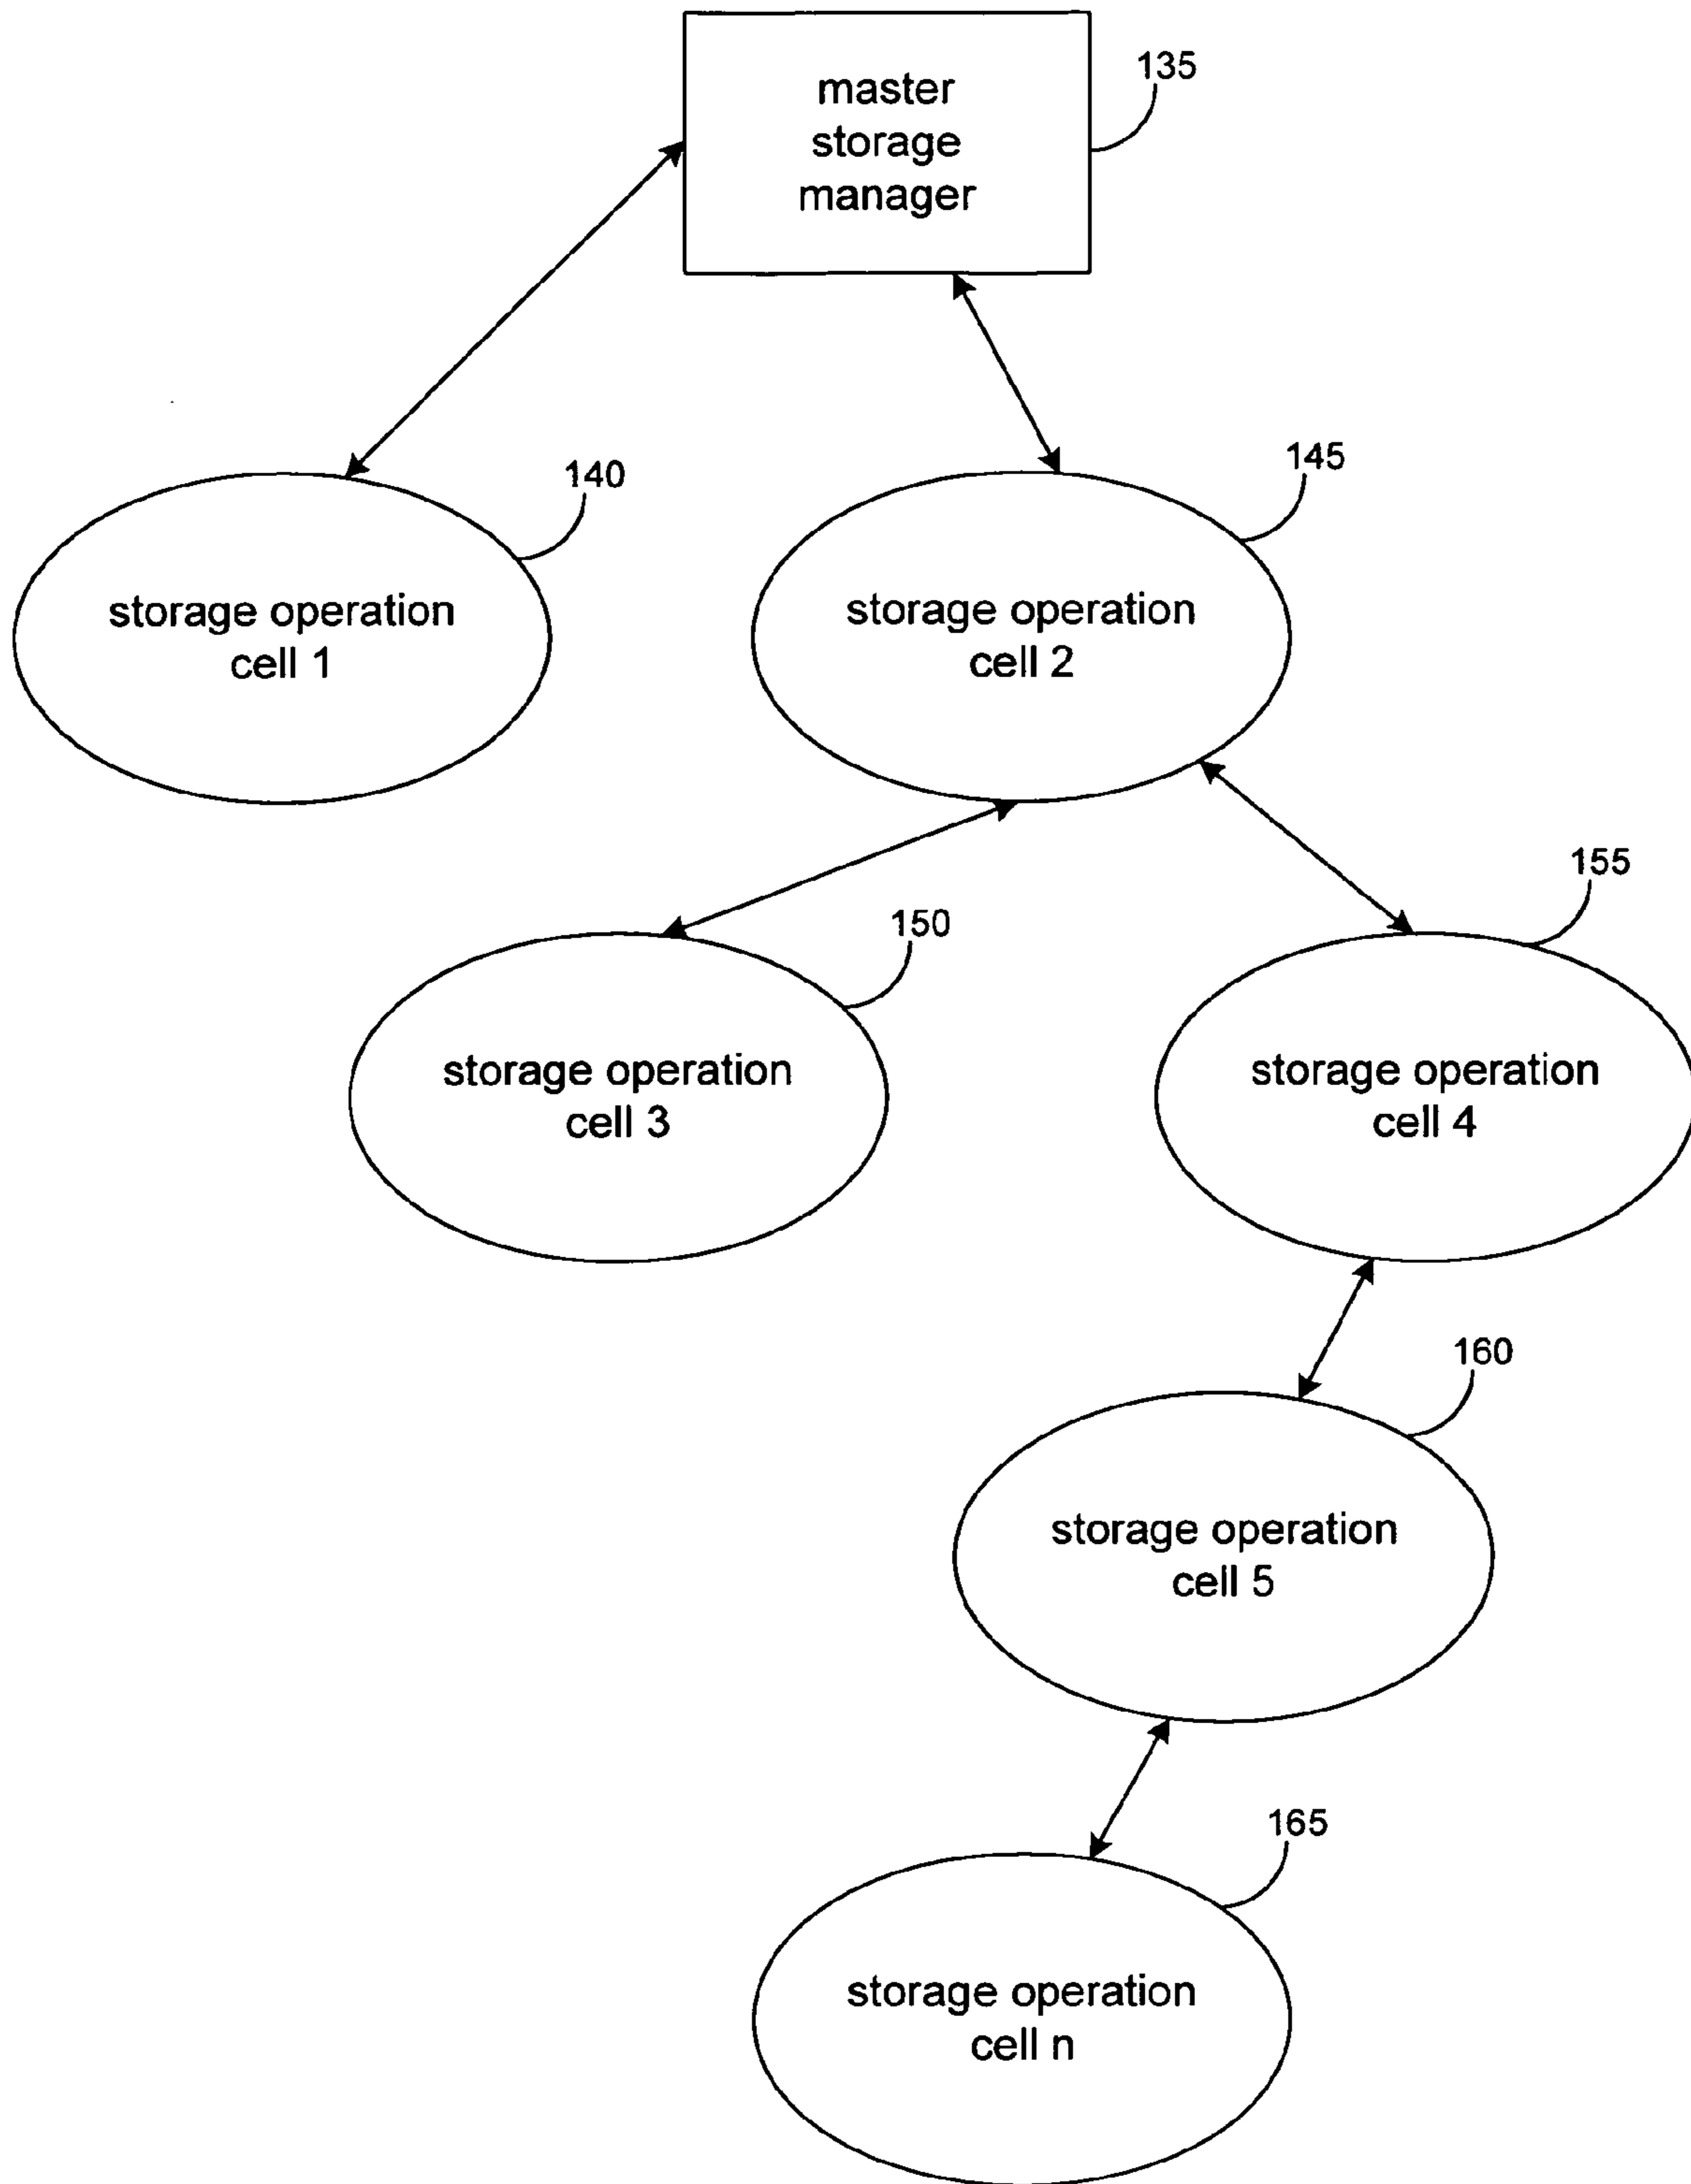 master
storage
manager
135
140
storage operation
cell 1
145
storage operation
cell 2
150
storage operation
cell 3
155
storage operation
cell 4
160
storage operation
cell 5
165
storage operation
cell n